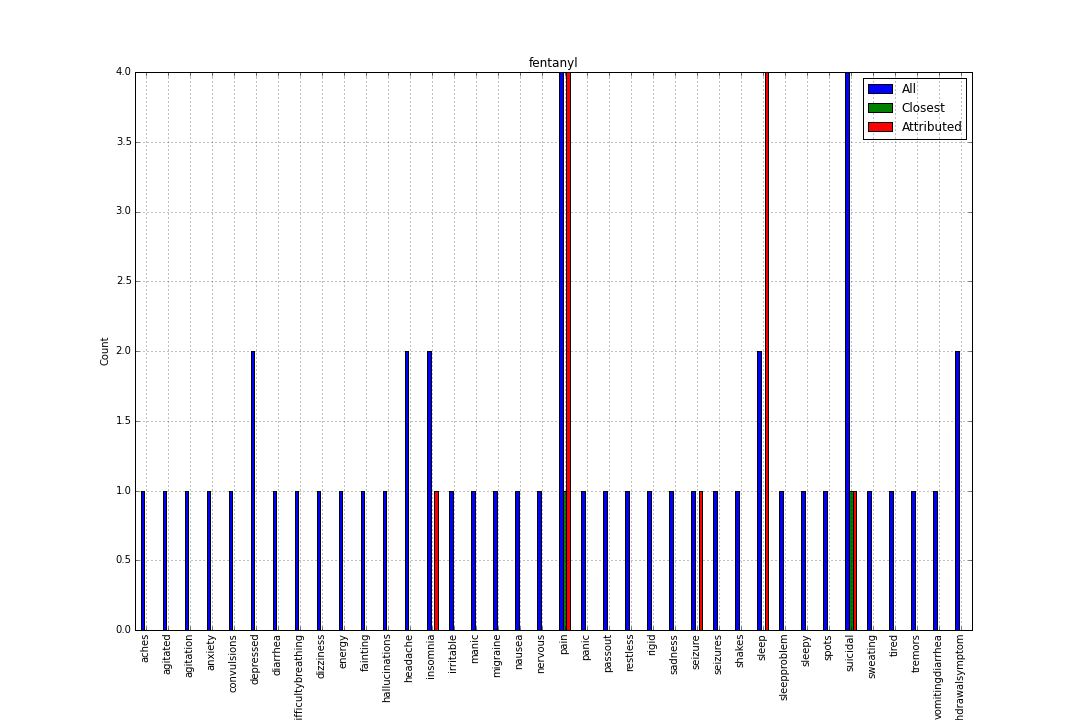 fentanyl
4.0
3.5
3.0
2.5
2.0
1.5
1.0
0.5
0.0
Count
All
Closest
Attributed
aches
agitated
agitation
anxiety
convulsions
depressed
diarrhea
ifficultybreathing
dizziness
energy
fainting
hallucinations
headache
insomnia
irritable
manic
migraine
nausea
nervous
pain
panic
passout
restless
rigid
sadness
seizure
seizures
shakes
sleep
sleepproblem
sleepy
spots
suicidal
sweating
tired
tremors
vomitingdiarrhea
hdrawalsymptom